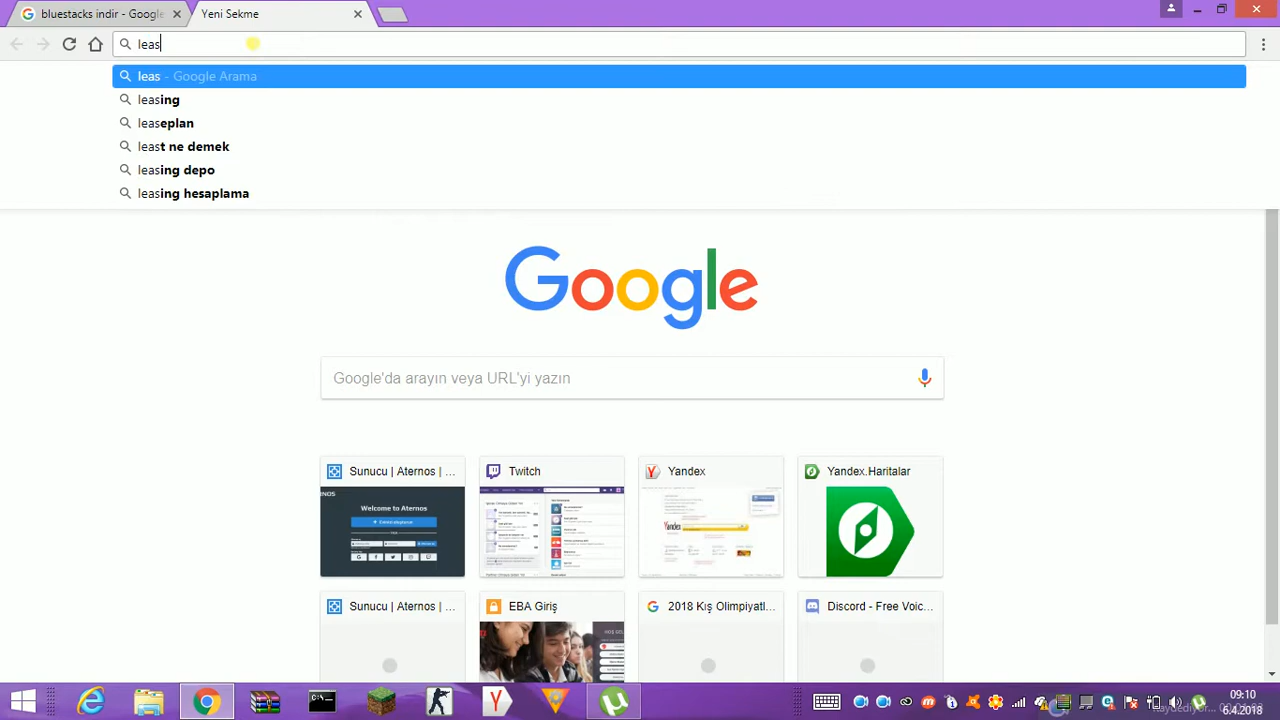 bluestacks indir - Google
Yeni Sekme
leas
leas - Google Arama
leasing
leaseplan
least ne demek
leasing depo
leasing hesaplama
Google
Google'da arayın veya URL'yi yazın
Sunucu | Aternos | ...
Twitch
Yandex
Yandex.Haritalar
Welcome to Aternos
Sunucu | Aternos | ...
EBA Giriş
2018 Kış Olimpiyatl...
Discord - Free Voic...
09:10
6.4.2018